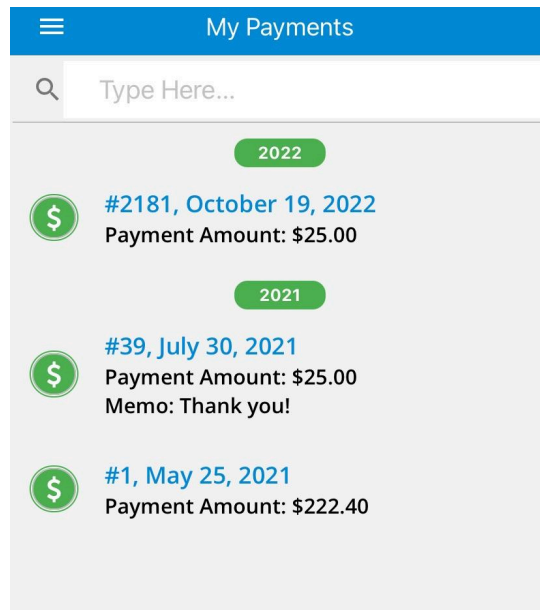 My Payments
Type Here...
2022
#2181, October 19, 2022
Payment Amount: $25.00
2021
#39, July 30, 2021
Payment Amount: $25.00
Memo: Thank you!
#1, May 25, 2021
Payment Amount: $222.40